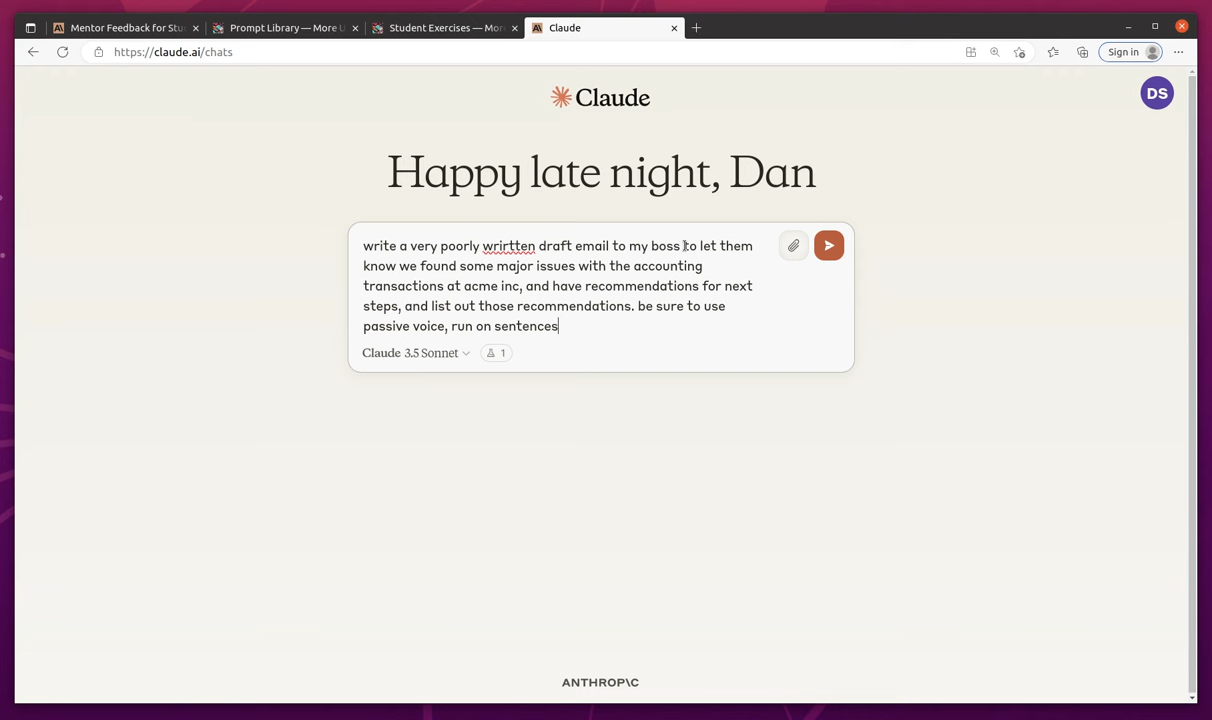 Mentor Feedback for Stu
Prompt Library — More U
Student Exercises — Mor
Claude
https://claude.ai/chats
Sign in
Claude
DS
Happy late night, Dan
write a very poorly wrirtten draft email to my boss to let them
know we found some major issues with the accounting
transactions at acme inc, and have recommendations for next
steps, and list out those recommendations. be sure to use
passive voice, run on sentences
Claude 3.5 Sonnet
1
ANTHROP\C